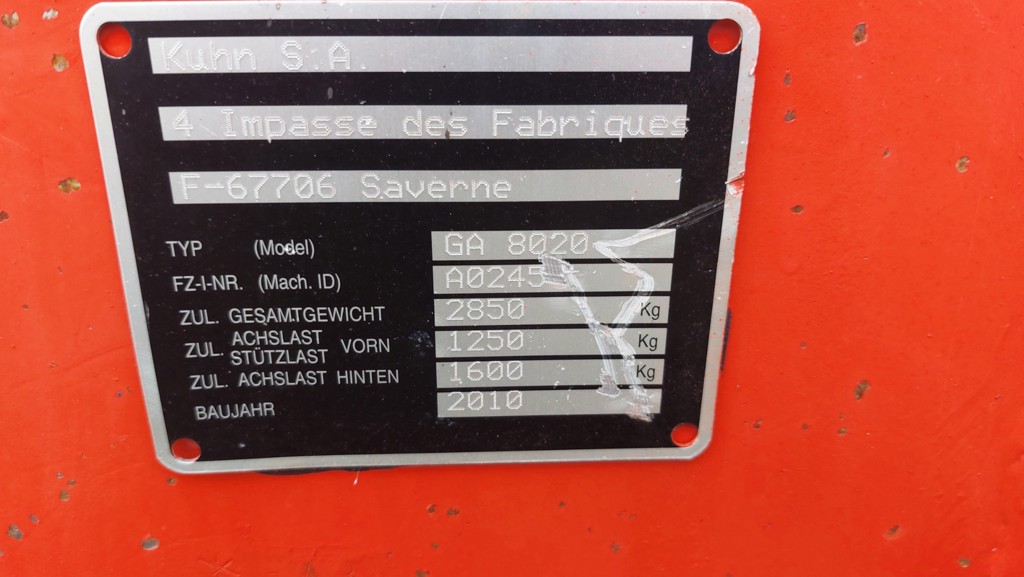 Kuhn S.A.
4 Impasse des Fabriques
F-67706 Saverne
TYP (Model) GA 8020
FZ-I-NR. (Mach. ID) A0245
ZUL. GESAMTGEWICHT 2850 Kg
ZUL. ACHSLAST STÜTZLAST VORN 1250 Kg
ZUL. ACHSLAST HINTEN 1600 Kg
BAUJAHR 2010